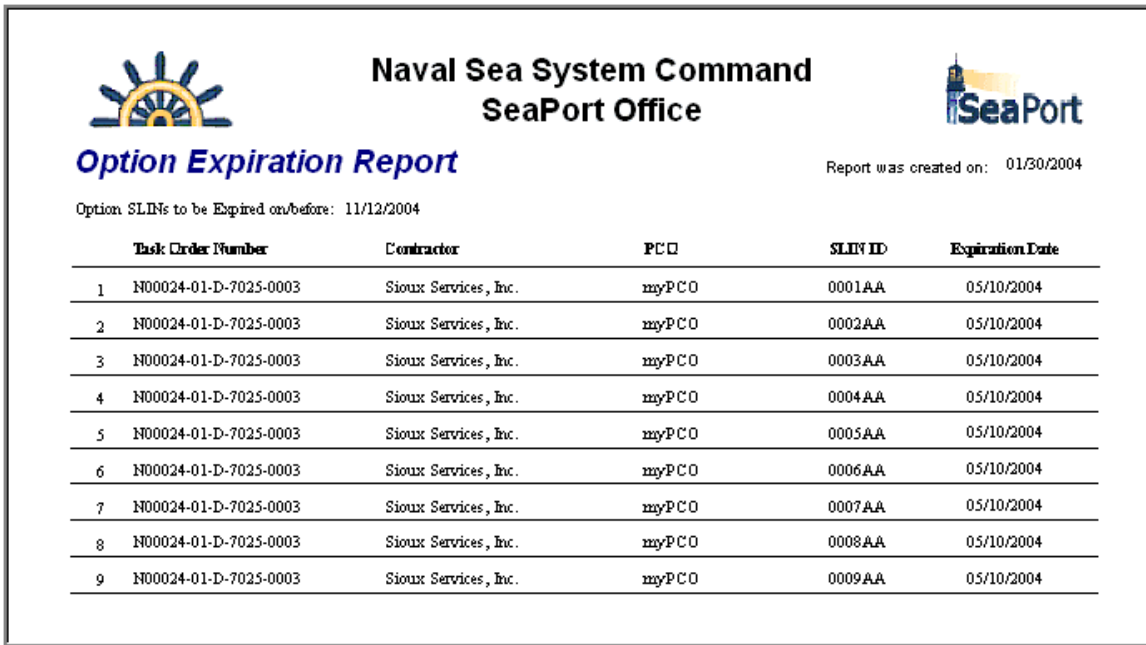 Naval Sea System Command
SeaPort Office
SeaPort
Option Expiration Report
Report was created on: 01/30/2004
Option SLINs to be Expired on/before: 11/12/2004
Task Order Number Contractor PCO SLIN ID Expiration Date
1 N00024-01-D-7025-0003 Sioux Services, Inc. myPCO 0001AA 05/10/2004
2 N00024-01-D-7025-0003 Sioux Services, Inc. myPCO 0002AA 05/10/2004
3 N00024-01-D-7025-0003 Sioux Services, Inc. myPCO 0003AA 05/10/2004
4 N00024-01-D-7025-0003 Sioux Services, Inc. myPCO 0004AA 05/10/2004
5 N00024-01-D-7025-0003 Sioux Services, Inc. myPCO 0005AA 05/10/2004
6 N00024-01-D-7025-0003 Sioux Services, Inc. myPCO 0006AA 05/10/2004
7 N00024-01-D-7025-0003 Sioux Services, Inc. myPCO 0007AA 05/10/2004
8 N00024-01-D-7025-0003 Sioux Services, Inc. myPCO 0008AA 05/10/2004
9 N00024-01-D-7025-0003 Sioux Services, Inc. myPCO 0009AA 05/10/2004